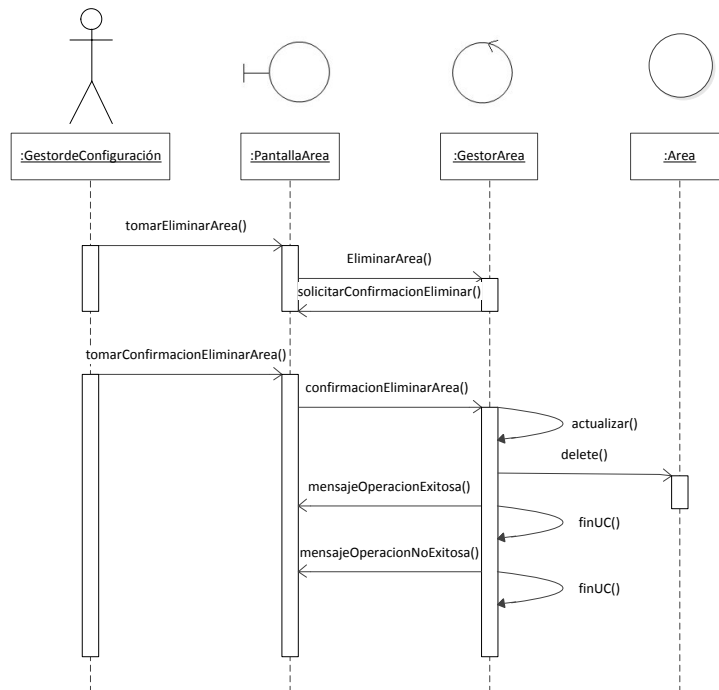 :GestordeConfiguración
:PantallaArea
:GestorArea
:Area
tomarEliminarArea()
EliminarArea()
solicitarConfirmacionEliminar()
tomarConfirmacionEliminarArea()
confirmacionEliminarArea()
actualizar()
delete()
mensajeOperacionExitosa()
finUC()
mensajeOperacionNoExitosa()
finUC()